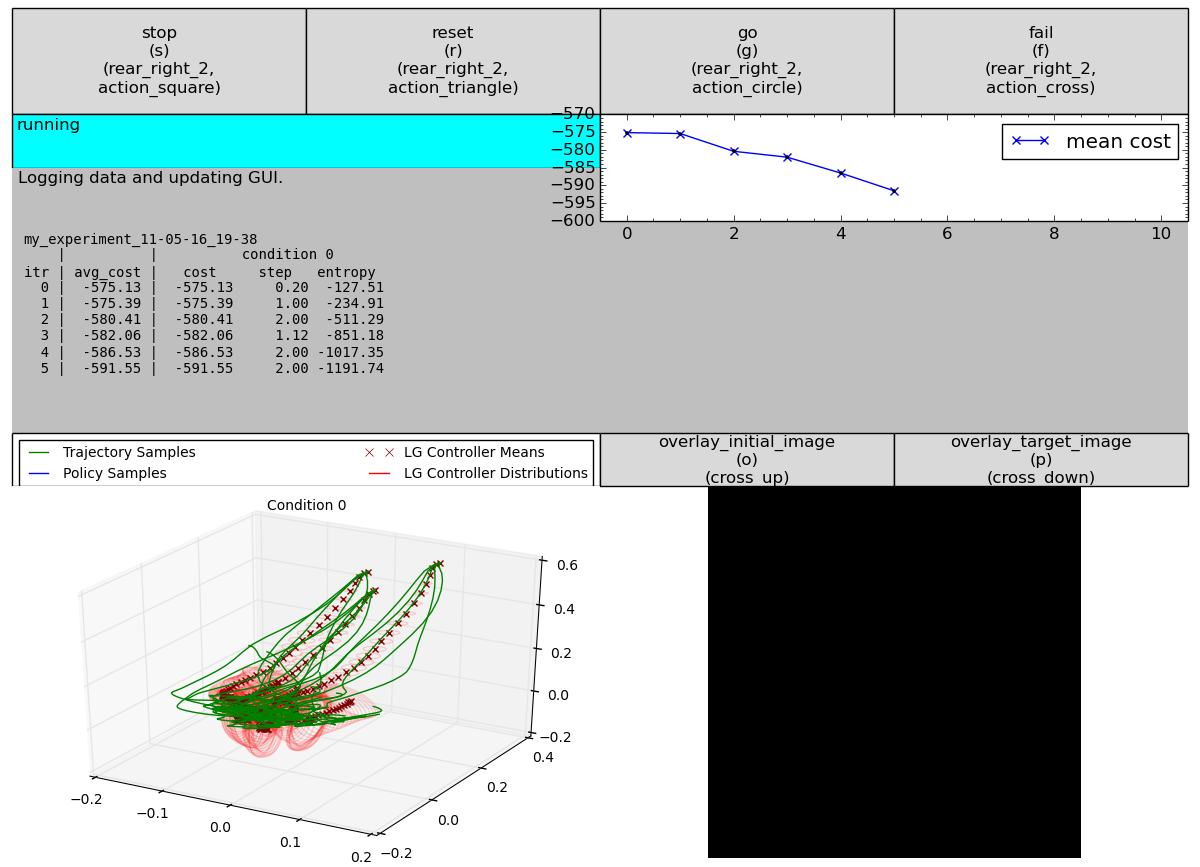 stop
(s)
(rear_right_2,
action_square)
reset
(r)
(rear_right_2,
action_triangle)
go
(g)
(rear_right_2,
action_circle)
fail
(f)
(rear_right_2,
action_cross)
running
−570
−575
−580
−585
−590
−595
−600
mean cost
0 2 4 6 8 10
Logging data and updating GUI.
my_experiment_11-05-16_19-38
| | condition 0
itr | avg_cost | cost step entropy
0 | -575.13 | -575.13 0.20 -127.51
1 | -575.39 | -575.39 1.00 -234.91
2 | -580.41 | -580.41 2.00 -511.29
3 | -582.06 | -582.06 1.12 -851.18
4 | -586.53 | -586.53 2.00 -1017.35
5 | -591.55 | -591.55 2.00 -1191.74
Trajectory Samples
Policy Samples
LG Controller Means
LG Controller Distributions
overlay_initial_image
(o)
(cross_up)
overlay_target_image
(p)
(cross_down)
Condition 0
0.6
0.4
0.2
0.0
−0.2
0.4
0.2
0.0
−0.2
−0.2
−0.1
0.0
0.1
0.2